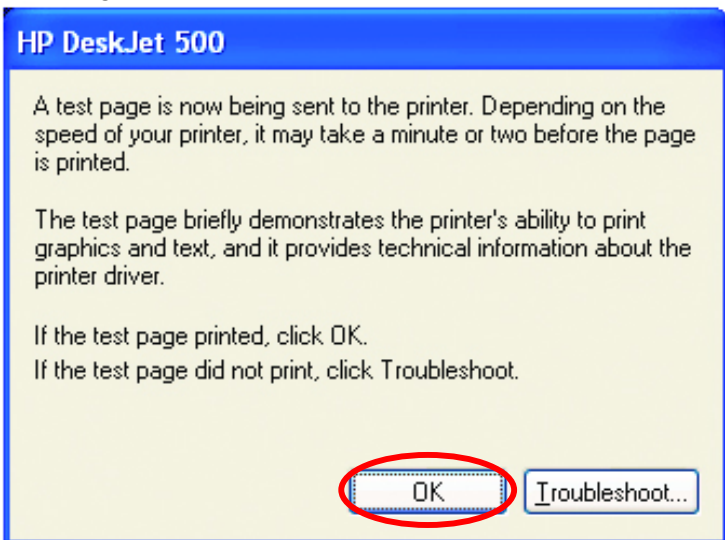 HP DeskJet 500
A test page is now being sent to the printer. Depending on the
speed of your printer, it may take a minute or two before the page
is printed.
The test page briefly demonstrates the printer's ability to print
graphics and text, and it provides technical information about the
printer driver.
If the test page printed, click OK.
If the test page did not print, click Troubleshoot.
OK Troubleshoot...